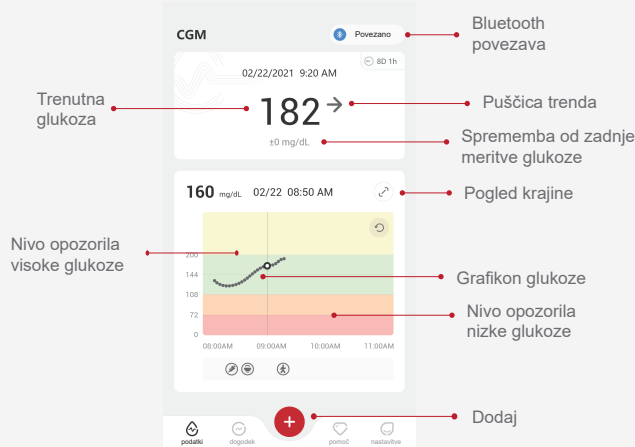 CGM
Povezano
Bluetooth
povezava
8D 1h
02/22/2021 9:20 AM
Trenutna
glukoza
182
Puščica trenda
±0 mg/dL
Sprememba od zadnje
meritve glukoze
160 mg/dL 02/22 08:50 AM
Pogled krajine
Nivo opozorila
visoke glukoze
200
144
108
72
0
Grafikon glukoze
Nivo opozorila
nizke glukoze
08:00AM 09:00AM 10:00AM 11:00AM
Dodaj
podatki dogodek pomoč nastavitve